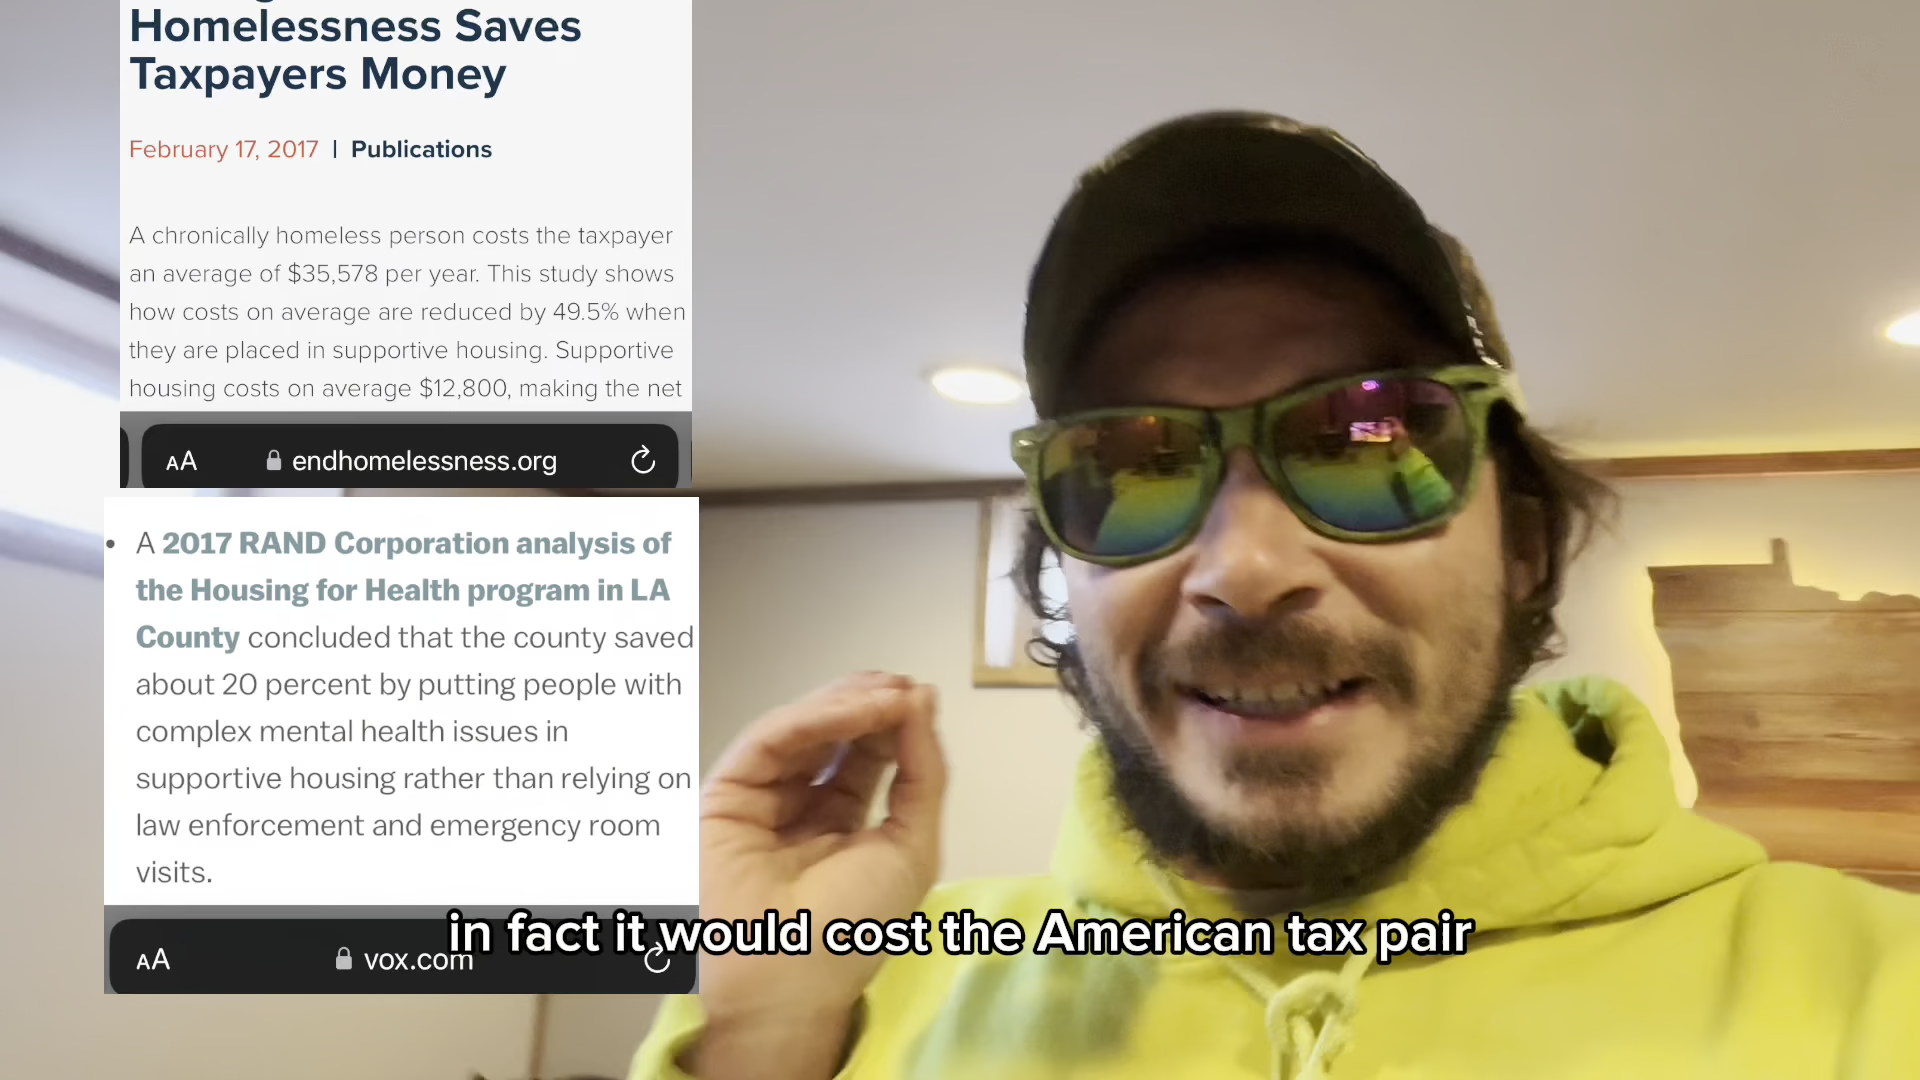 Homelessness Saves
Taxpayers Money
February 17, 2017 | Publications
A chronically homeless person costs the taxpayer
an average of $35,578 per year. This study shows
how costs on average are reduced by 49.5% when
they are placed in supportive housing. Supportive
housing costs on average $12,800, making the net
AA endhomelessness.org
• A 2017 RAND Corporation analysis of
the Housing for Health program in LA
County concluded that the county saved
about 20 percent by putting people with
complex mental health issues in
supportive housing rather than relying on
law enforcement and emergency room
visits.
in fact it would cost the American tax pair
AA vox.com